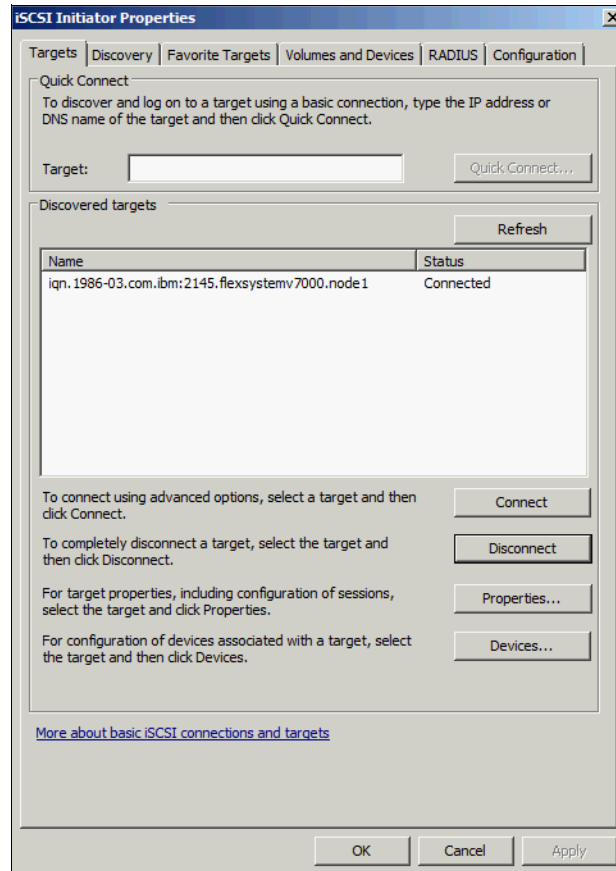 iSCSI Initiator Properties
Targets Discovery Favorite Targets Volumes and Devices RADIUS Configuration
Quick Connect
To discover and log on to a target using a basic connection, type the IP address or
DNS name of the target and then click Quick Connect.
Target:
Quick Connect...
Discovered targets
Refresh
Name Status
iqn.1986-03.com.ibm:2145.flexsystemv7000.node1 Connected
To connect using advanced options, select a target and then
click Connect.
Connect
To completely disconnect a target, select the target and
then click Disconnect.
Disconnect
For target properties, including configuration of sessions,
select the target and click Properties.
Properties...
For configuration of devices associated with a target, select
the target and then click Devices.
Devices...
More about basic iSCSI connections and targets
OK Cancel Apply